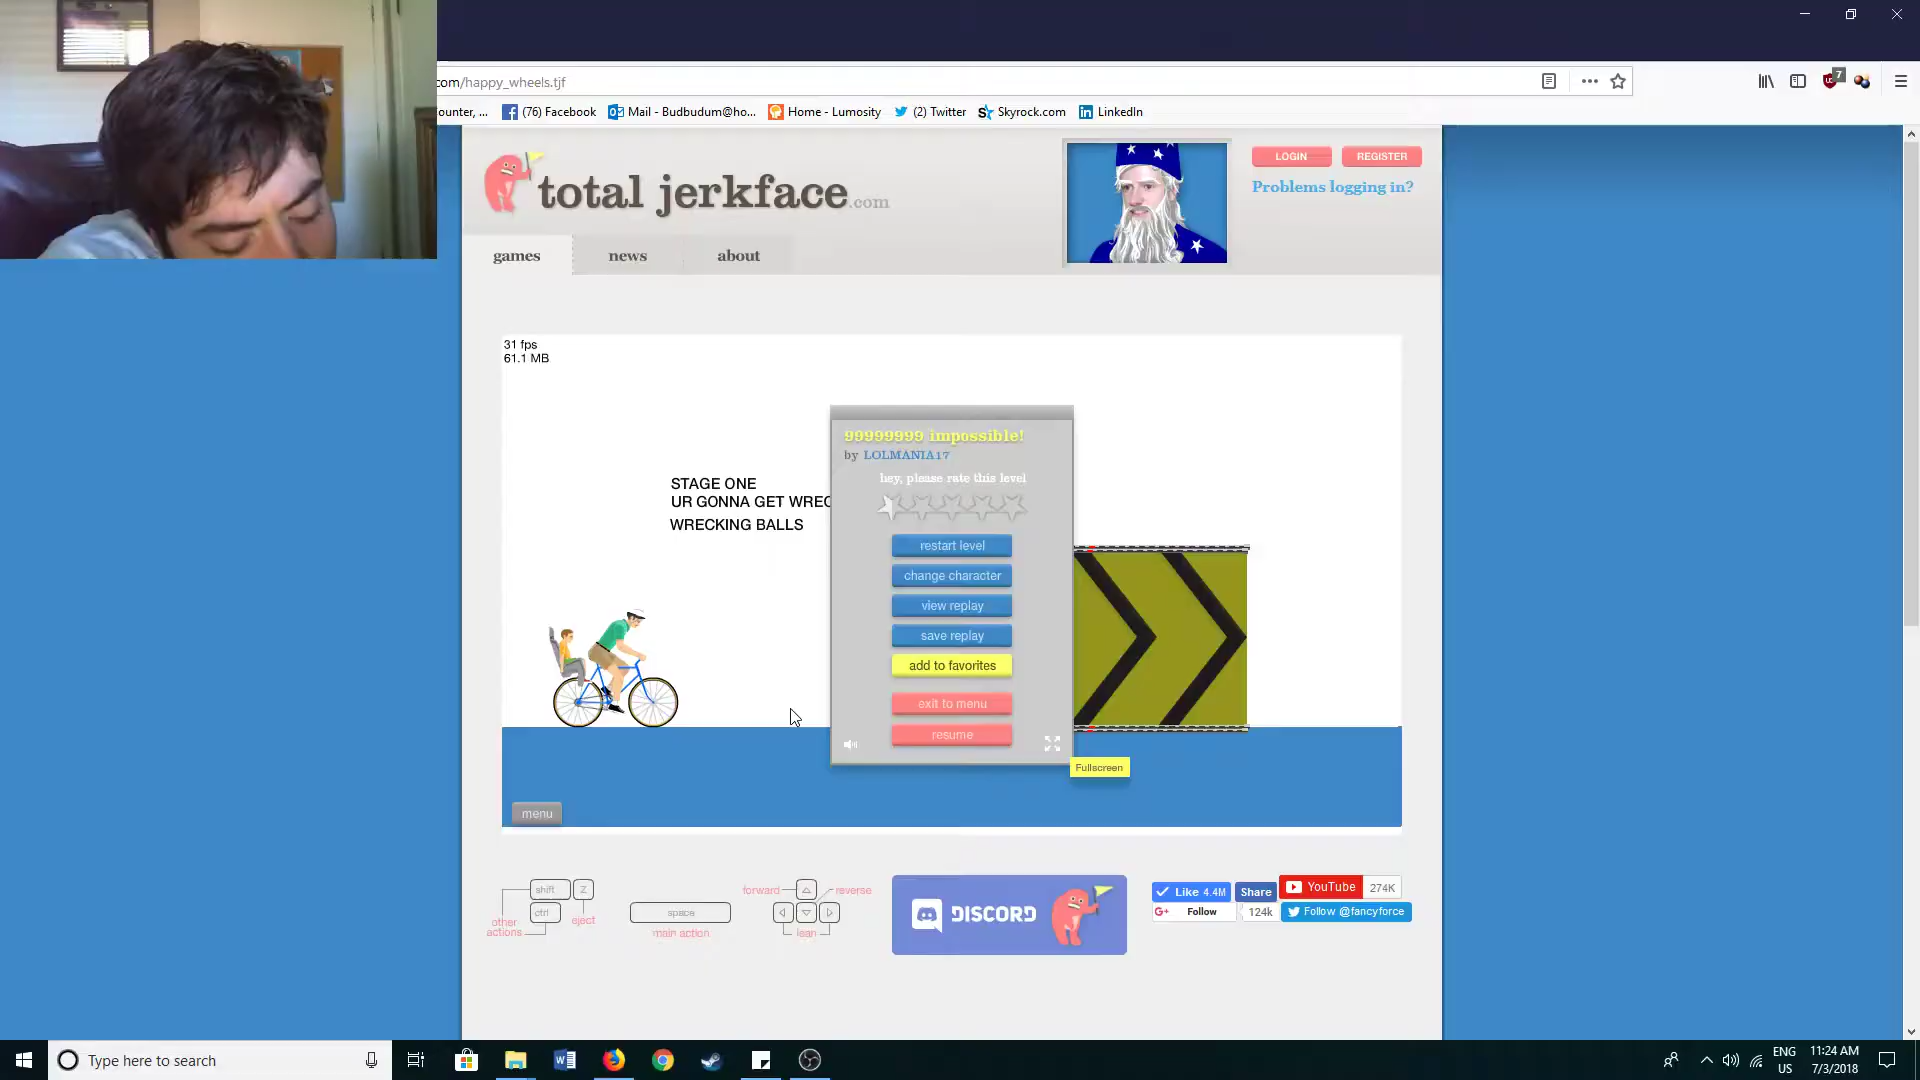 com/happy_wheels.tjf
7
ounter, ...
(76) Facebook
Mail - Budbudum@ho...
Home - Lumosity
(2) Twitter
Skyrock.com
LinkedIn
total jerkface.com
LOGIN
REGISTER
Problems logging in?
games
news
about
31 fps
61.1 MB
STAGE ONE
UR GONNA GET WREC
WRECKING BALLS
99999999 impossible!
by LOLMANIA17
hey, please rate this level
restart level
change character
view replay
save replay
add to favorites
exit to menu
resume
Fullscreen
menu
shift
Z
ctrl
other
actions
eject
space
main action
forward
reverse
lean
DISCORD
Like 4.4M
Share
YouTube
274K
Follow
124k
Follow @fancyforce
Type here to search
ENG
US
11:24 AM
7/3/2018